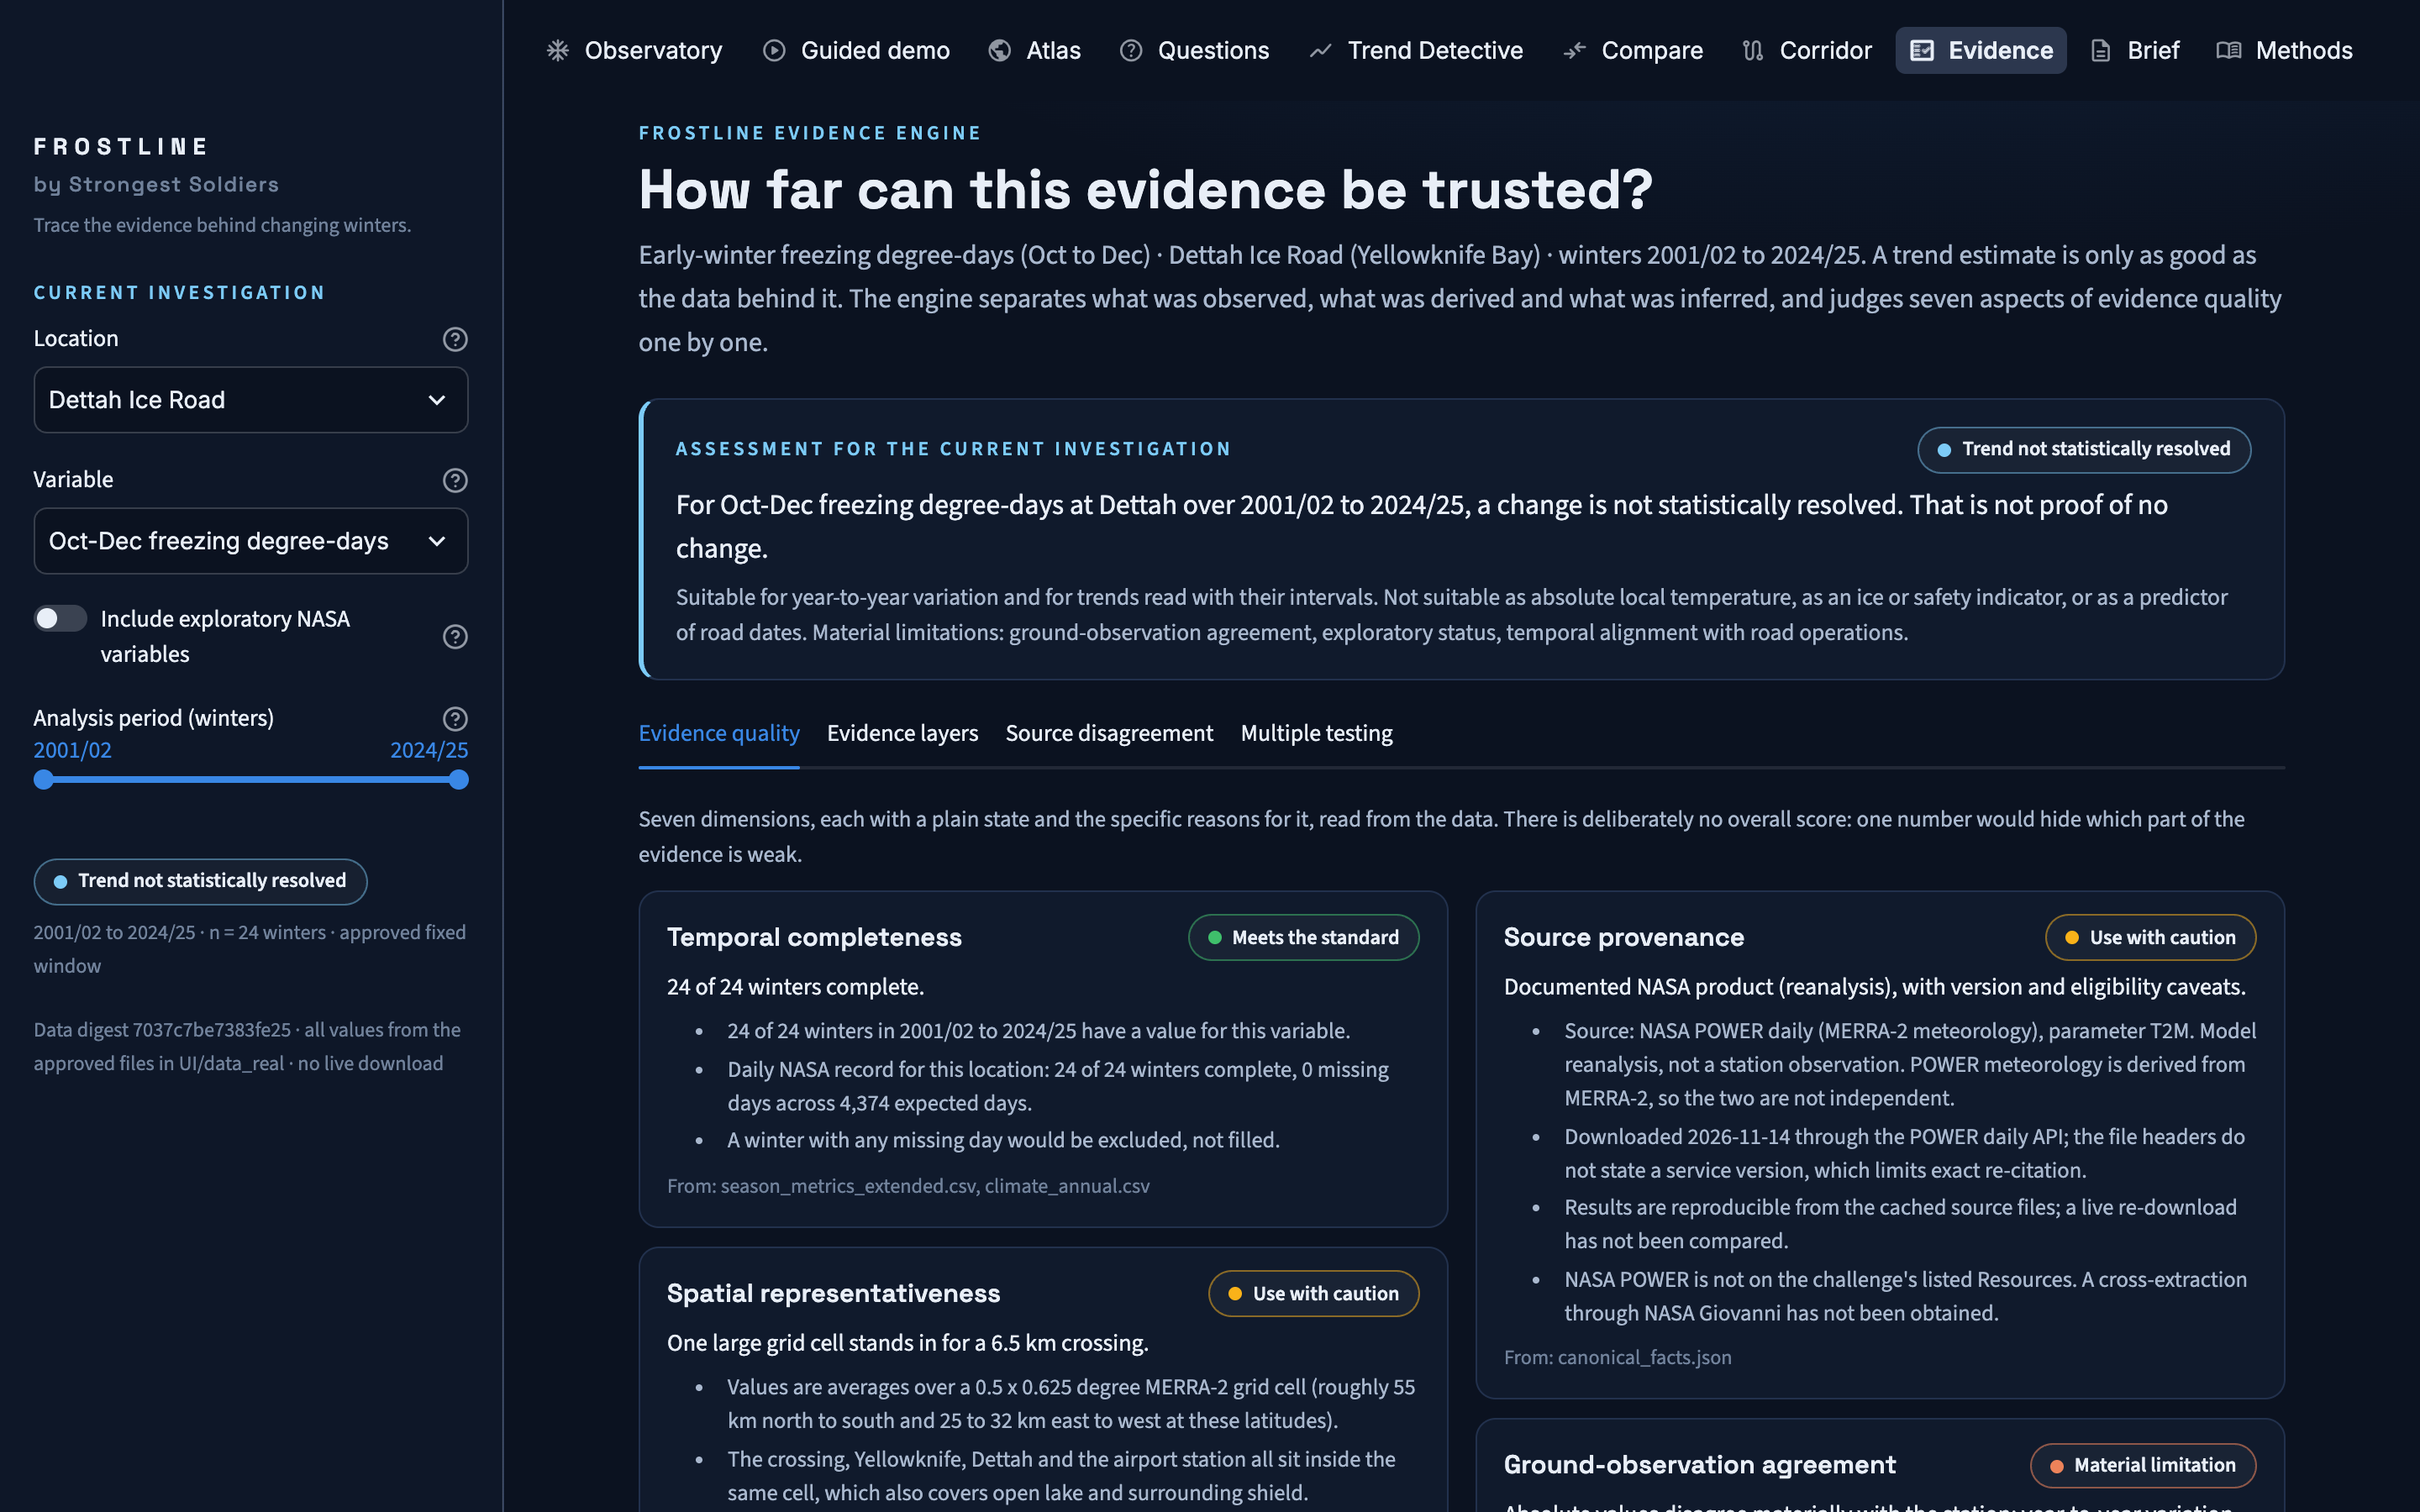 Observatory
Guided demo
Atlas
Questions
Trend Detective
Compare
Corridor
Evidence
Brief
Methods
FROSTLINE
by Strongest Soldiers
Trace the evidence behind changing winters.
CURRENT INVESTIGATION
Location
Dettah Ice Road
Variable
Oct-Dec freezing degree-days
Include exploratory NASA
variables
Analysis period (winters)
2001/02 2024/25
Trend not statistically resolved
2001/02 to 2024/25 · n = 24 winters · approved fixed
window
Data digest 7037c7be7383fe25 · all values from the
approved files in UI/data_real · no live download
FROSTLINE EVIDENCE ENGINE
How far can this evidence be trusted?
Early-winter freezing degree-days (Oct to Dec) · Dettah Ice Road (Yellowknife Bay) · winters 2001/02 to 2024/25. A trend estimate is only as good as
the data behind it. The engine separates what was observed, what was derived and what was inferred, and judges seven aspects of evidence quality
one by one.
ASSESSMENT FOR THE CURRENT INVESTIGATION
Trend not statistically resolved
For Oct-Dec freezing degree-days at Dettah over 2001/02 to 2024/25, a change is not statistically resolved. That is not proof of no
change.
Suitable for year-to-year variation and for trends read with their intervals. Not suitable as absolute local temperature, as an ice or safety indicator, or as a predictor
of road dates. Material limitations: ground-observation agreement, exploratory status, temporal alignment with road operations.
Evidence quality
Evidence layers
Source disagreement
Multiple testing
Seven dimensions, each with a plain state and the specific reasons for it, read from the data. There is deliberately no overall score: one number would hide which part of the
evidence is weak.
Temporal completeness
Meets the standard
24 of 24 winters complete.
• 24 of 24 winters in 2001/02 to 2024/25 have a value for this variable.
• Daily NASA record for this location: 24 of 24 winters complete, 0 missing
days across 4,374 expected days.
• A winter with any missing day would be excluded, not filled.
From: season_metrics_extended.csv, climate_annual.csv
Spatial representativeness
Use with caution
One large grid cell stands in for a 6.5 km crossing.
• Values are averages over a 0.5 x 0.625 degree MERRA-2 grid cell (roughly 55
km north to south and 25 to 32 km east to west at these latitudes).
• The crossing, Yellowknife, Dettah and the airport station all sit inside the
same cell, which also covers open lake and surrounding shield.
Source provenance
Use with caution
Documented NASA product (reanalysis), with version and eligibility caveats.
• Source: NASA POWER daily (MERRA-2 meteorology), parameter T2M. Model
reanalysis, not a station observation. POWER meteorology is derived from
MERRA-2, so the two are not independent.
• Downloaded 2026-11-14 through the POWER daily API; the file headers do
not state a service version, which limits exact re-citation.
• Results are reproducible from the cached source files; a live re-download
has not been compared.
• NASA POWER is not on the challenge's listed Resources. A cross-extraction
through NASA Giovanni has not been obtained.
From: canonical_facts.json
Ground-observation agreement
Material limitation